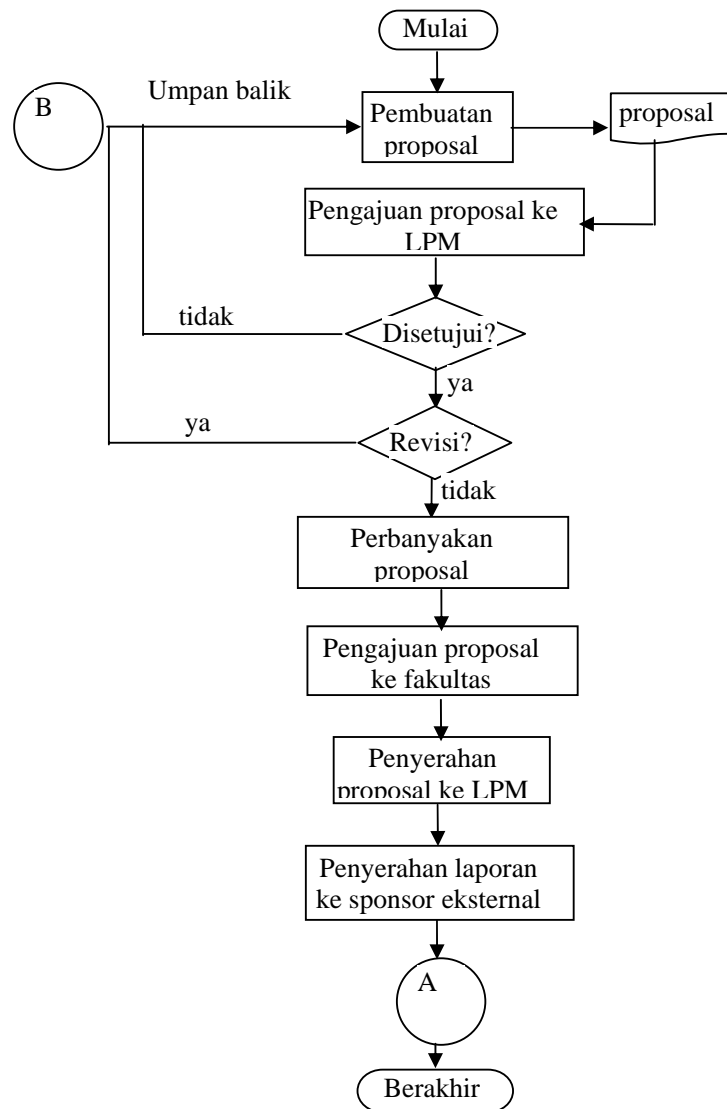 Mulai
B
Umpan balik
Pembuatan
proposal
proposal
Pengajuan proposal ke
LPM
tidak
Disetujui?
ya
ya
Revisi?
tidak
Perbanyakan
proposal
Pengajuan proposal
ke fakultas
Penyerahan
proposal ke LPM
Penyerahan laporan
ke sponsor eksternal
A
Berakhir